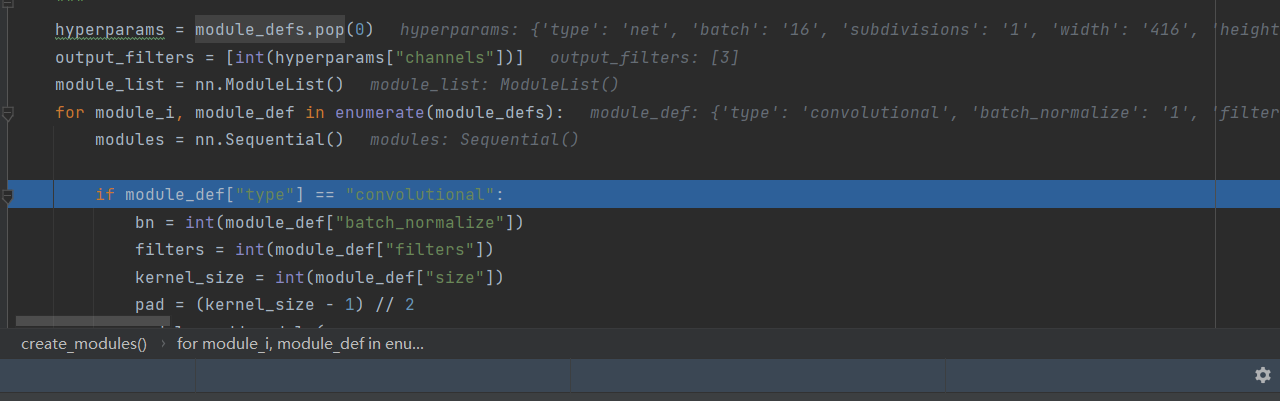 """
hyperparams = module_defs.pop(0)   hyperparams: {'type': 'net', 'batch': '16', 'subdivisions': '1', 'width': '416', 'height
output_filters = [int(hyperparams["channels"])]   output_filters: [3]
module_list = nn.ModuleList()   module_list: ModuleList()
for module_i, module_def in enumerate(module_defs):   module_def: {'type': 'convolutional', 'batch_normalize': '1', 'filter
modules = nn.Sequential()   modules: Sequential()
if module_def["type"] == "convolutional":
bn = int(module_def["batch_normalize"])
filters = int(module_def["filters"])
kernel_size = int(module_def["size"])
pad = (kernel_size - 1) // 2
create_modules() › for module_i, module_def in enu...